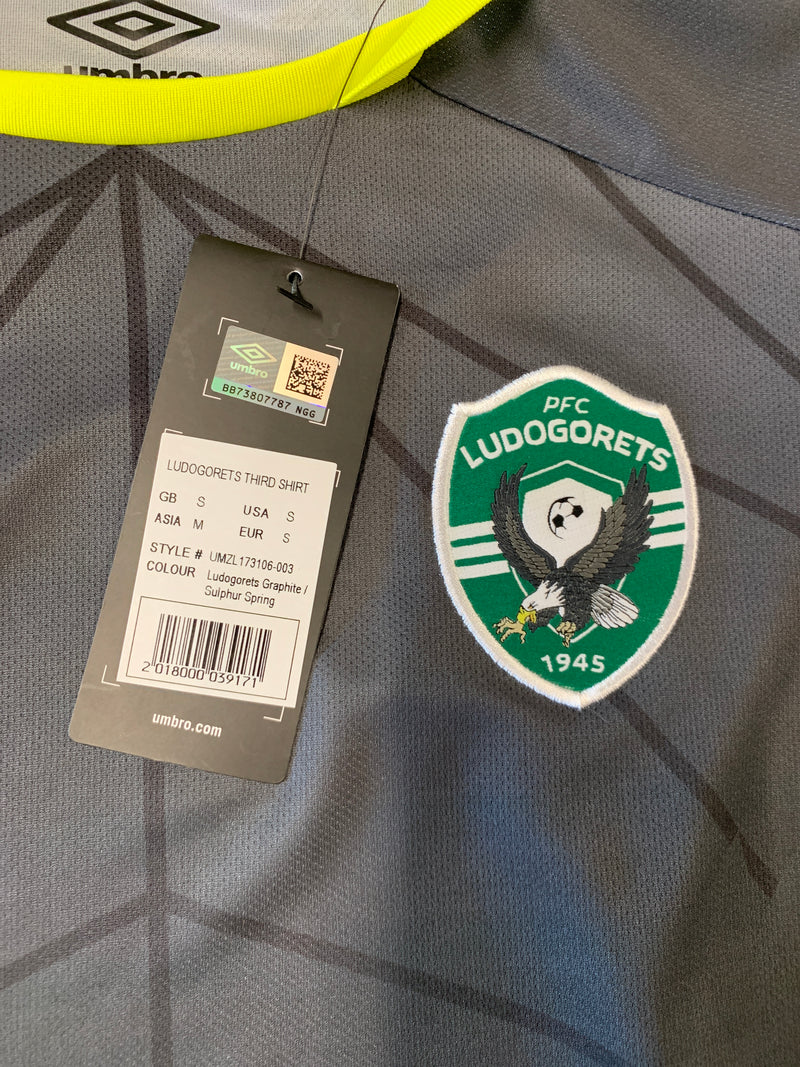 umbro
umbro
BB73807787 NGG
LUDOGORETS THIRD SHIRT
GB S USA S
ASIA M EUR S
STYLE # UMZL173106-003
COLOUR Ludogorets Graphite /
Sulphur Spring
2 018000 039171
umbro.com
PFC
LUDOGORETS
1945